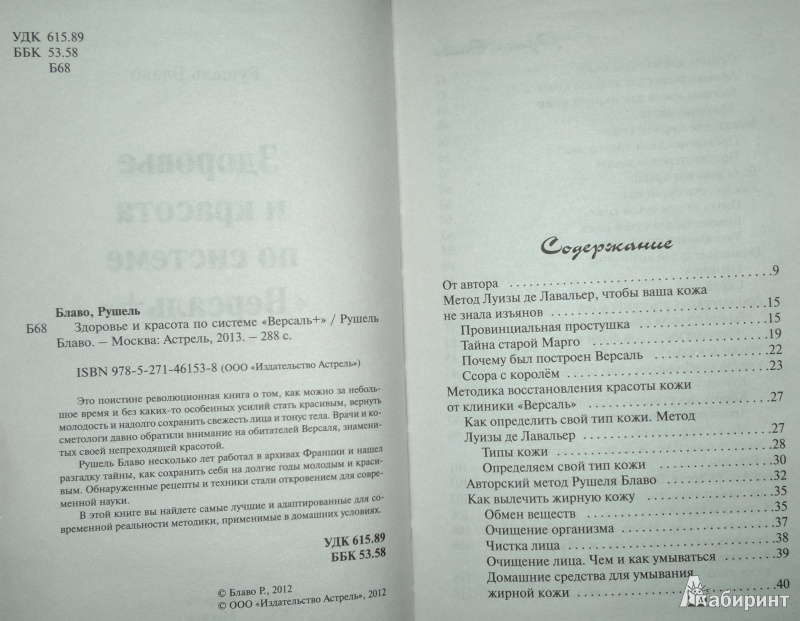 УДК 615.89
ББК 53.58
Б68
Блаво, Рушель
Б68 Здоровье и красота по системе «Версаль+» / Рушель
Блаво. – Москва: Астрель, 2013. – 288 с.
ISBN 978-5-271-46153-8 (ООО «Издательство Астрель»)
Это поистине революционная книга о том, как можно за неболь-
шое время и без каких-то особенных усилий стать красивым, вернуть
молодость и надолго сохранить свежесть лица и тонус тела. Врачи и ко-
сметологи давно обратили внимание на обитателей Версаля, знамени-
тых своей непреходящей красотой.
Рушель Блаво несколько лет работал в архивах Франции и нашел
разгадку тайны, как сохранить себя на долгие годы молодым и краси-
вым. Обнаруженные рецепты и техники стали откровением для совре-
менной науки.
В этой книге вы найдете самые лучшие и адаптированные для со-
временной реальности методики, применимые в домашних условиях.
УДК 615.89
ББК 53.58
© Блаво Р., 2012
© ООО «Издательство Астрель», 2012
Содержание
От автора 9
Метод Луизы де Лавальер, чтобы ваша кожа
не знала изъянов 15
Провинциальная простушка 15
Тайна старой Марго 19
Почему был построен Версаль 22
Ссора с королём 23
Методика восстановления красоты кожи
от клиники «Версаль» 27
Как определить свой тип кожи. Метод
Луизы де Лавальер 27
Типы кожи 28
Определяем свой тип кожи 30
Авторский метод Рушеля Блаво 32
Как вылечить жирную кожу 35
Обмен веществ 35
Очищение организма 37
Чистка лица 38
Очищение лица. Чем и как умываться 39
Домашние средства для умывания
жирной кожи 40
Лабиринт